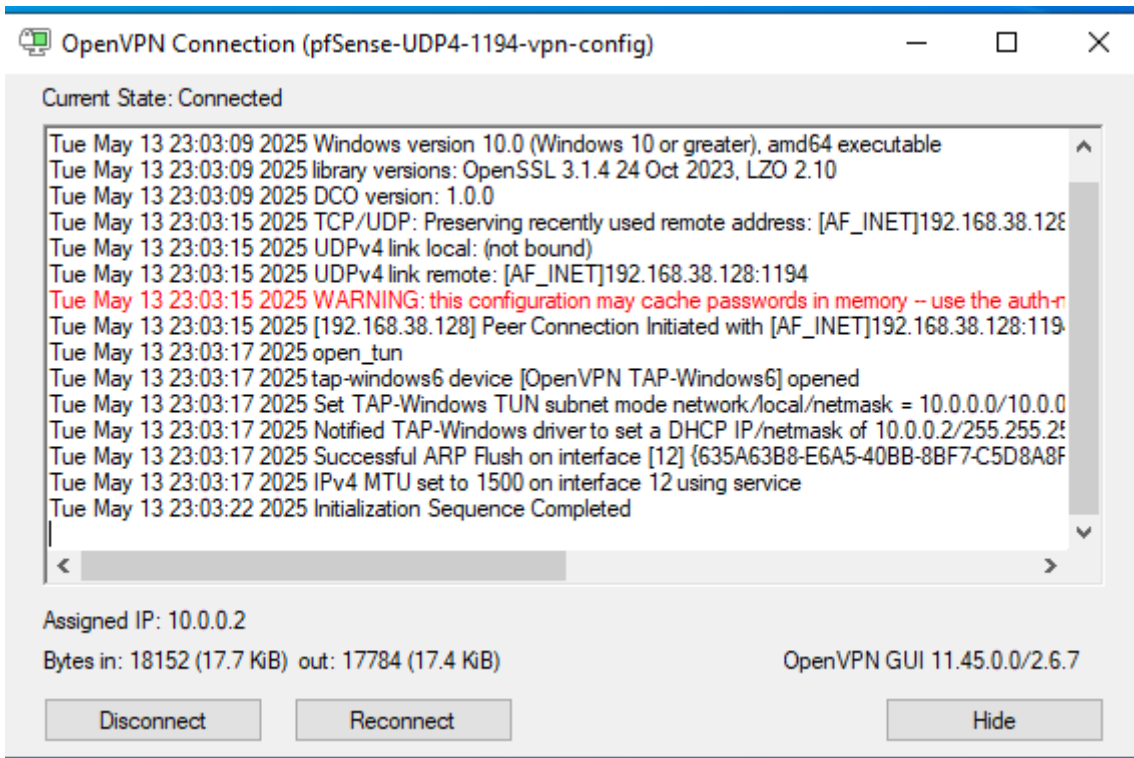 OpenVPN Connection (pfSense-UDP4-1194-vpn-config)
Current State: Connected
Tue May 13 23:03:09 2025 Windows version 10.0 (Windows 10 or greater), amd64 executable
Tue May 13 23:03:09 2025 library versions: OpenSSL 3.1.4 24 Oct 2023, LZO 2.10
Tue May 13 23:03:09 2025 DCO version: 1.0.0
Tue May 13 23:03:15 2025 TCP/UDP: Preserving recently used remote address: [AF_INET]192.168.38.128
Tue May 13 23:03:15 2025 UDPv4 link local: (not bound)
Tue May 13 23:03:15 2025 UDPv4 link remote: [AF_INET]192.168.38.128:1194
Tue May 13 23:03:15 2025 WARNING: this configuration may cache passwords in memory -- use the auth-n
Tue May 13 23:03:15 2025 [192.168.38.128] Peer Connection Initiated with [AF_INET]192.168.38.128:119
Tue May 13 23:03:17 2025 open_tun
Tue May 13 23:03:17 2025 tap-windows6 device [OpenVPN TAP-Windows6] opened
Tue May 13 23:03:17 2025 Set TAP-Windows TUN subnet mode network/local/netmask = 10.0.0.0/10.0.0
Tue May 13 23:03:17 2025 Notified TAP-Windows driver to set a DHCP IP/netmask of 10.0.0.2/255.255.25
Tue May 13 23:03:17 2025 Successful ARP Flush on interface [12] {635A63B8-E6A5-40BB-8BF7-C5D8A8F
Tue May 13 23:03:17 2025 IPv4 MTU set to 1500 on interface 12 using service
Tue May 13 23:03:22 2025 Initialization Sequence Completed
Assigned IP: 10.0.0.2
Bytes in: 18152 (17.7 KiB) out: 17784 (17.4 KiB) OpenVPN GUI 11.45.0.0/2.6.7
Disconnect Reconnect Hide